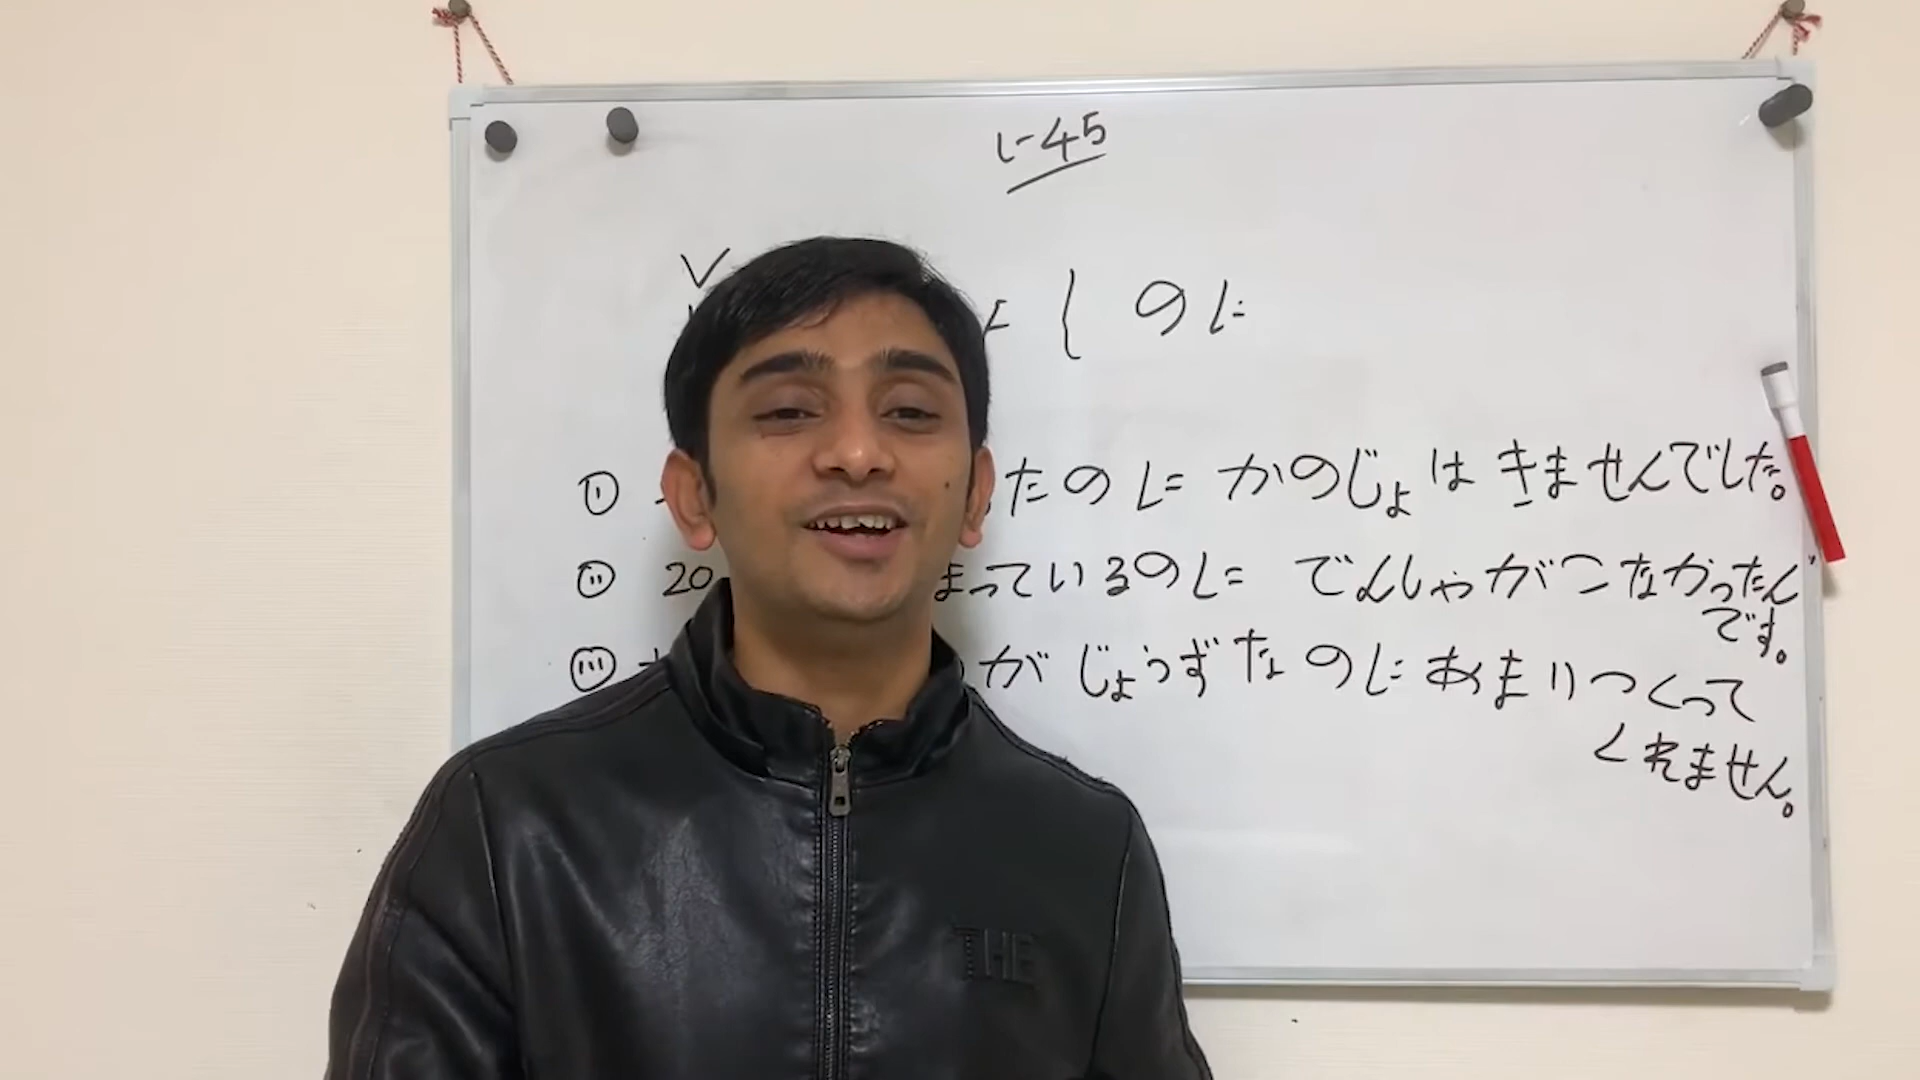 L-45
V
のに
① たのに かのじょは きませんでした。
② 20 まっているのに でんしゃがこなかったん
です。
③ が じょうずなのに あまりつくって
くれません。
THE